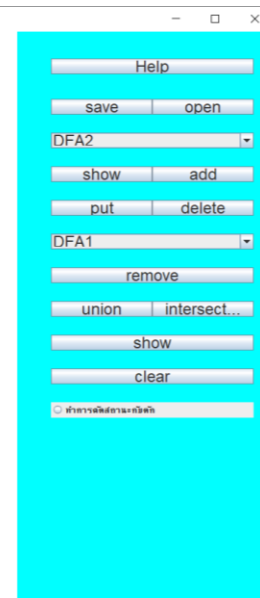 Help
save open
DFA2
show add
put delete
DFA1
remove
union intersect...
show
clear
ทำการตัดสถานะกับดัก